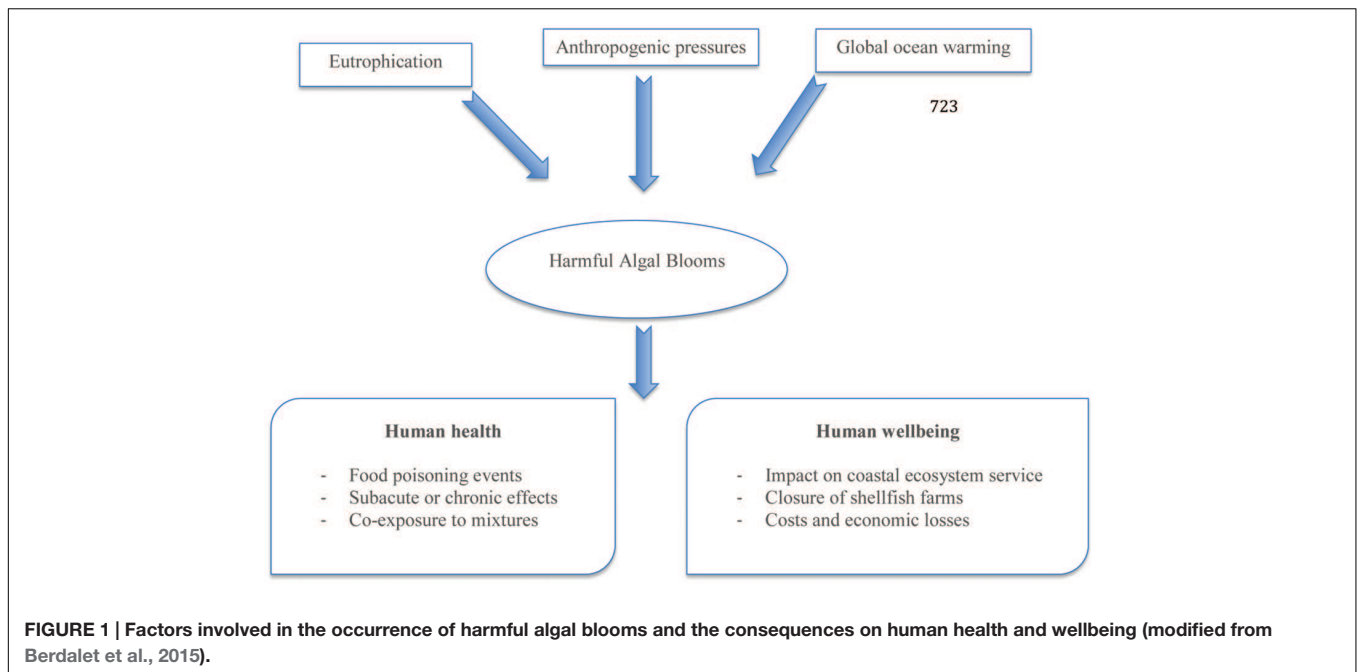 Eutrophication
Anthropogenic pressures
Global ocean warming
723
Harmful Algal Blooms
Human health
- Food poisoning events
- Subacute or chronic effects
- Co-exposure to mixtures
Human wellbeing
- Impact on coastal ecosystem service
- Closure of shellfish farms
- Costs and economic losses
FIGURE 1 | Factors involved in the occurrence of harmful algal blooms and the consequences on human health and wellbeing (modified from
Berdalet et al., 2015).